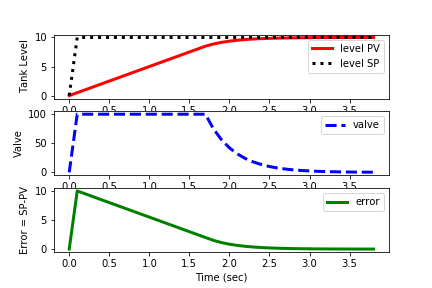 Tank Level
10
0
level PV
level SP
0.0 0.5 1.0 1.5 2.0 2.5 3.0 3.5
Valve
100
50
0
valve
0.0 0.5 1.0 1.5 2.0 2.5 3.0 3.5
Error = SP-PV
10
5
0
error
0.0 0.5 1.0 1.5 2.0 2.5 3.0 3.5
Time (sec)